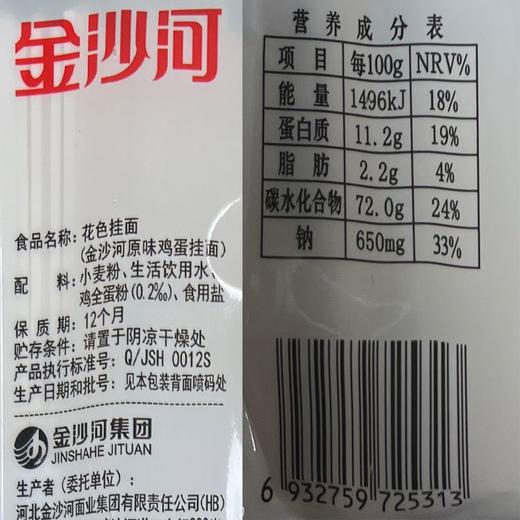 金沙河
食品名称: 花色挂面
(金沙河原味鸡蛋挂面)
配 料: 小麦粉、生活饮用水、
鸡全蛋粉(0.2‰)、食用盐
保 质 期: 12个月
贮存条件: 请置于阴凉干燥处
产品执行标准号: Q/JSH 0012S
生产日期和批号: 见本包装背面喷码处
金沙河集团
JINSHAHE JITUAN
生产者(委托单位):
河北金沙河面业集团有限责任公司(HB)
营养成分表
项 目 每100g NRV%
能 量 1496kJ 18%
蛋白质 11.2g 19%
脂 肪 2.2g 4%
碳水化合物 72.0g 24%
钠 650mg 33%
6 932759 725313